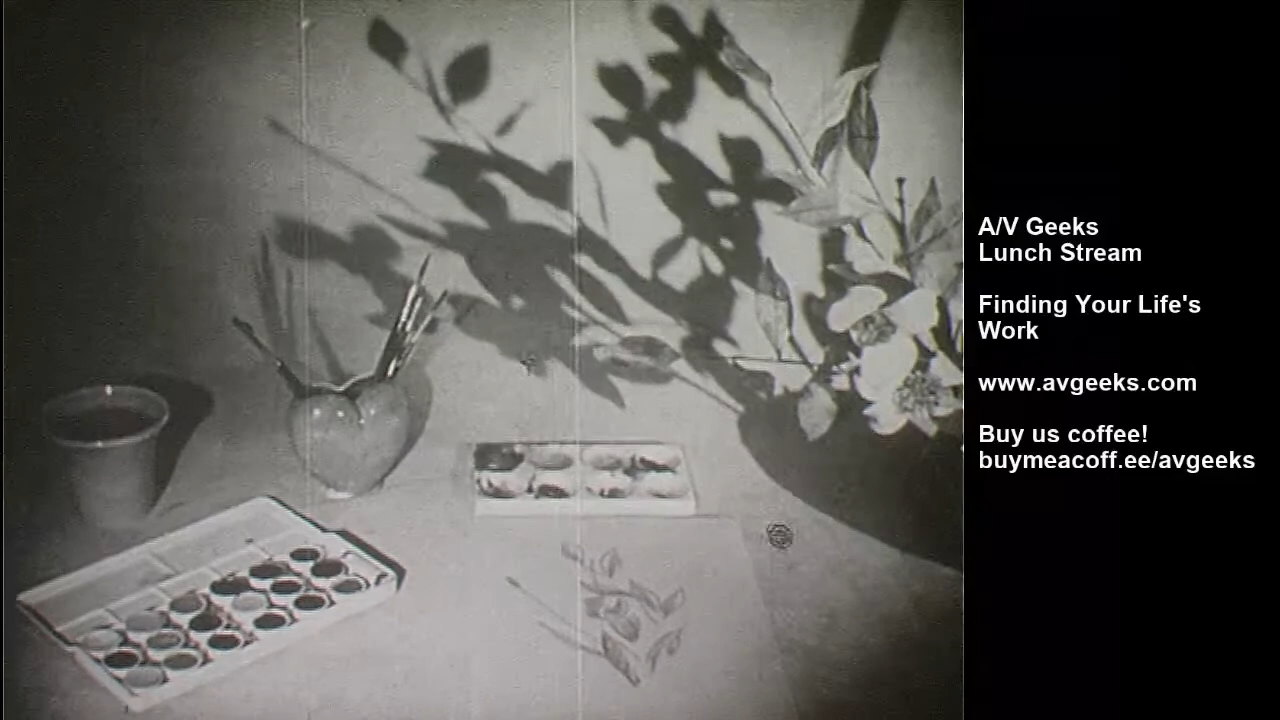 A/V Geeks
Lunch Stream
Finding Your Life's
Work
www.avgeeks.com
Buy us coffee!
buymeacoff.ee/avgeeks